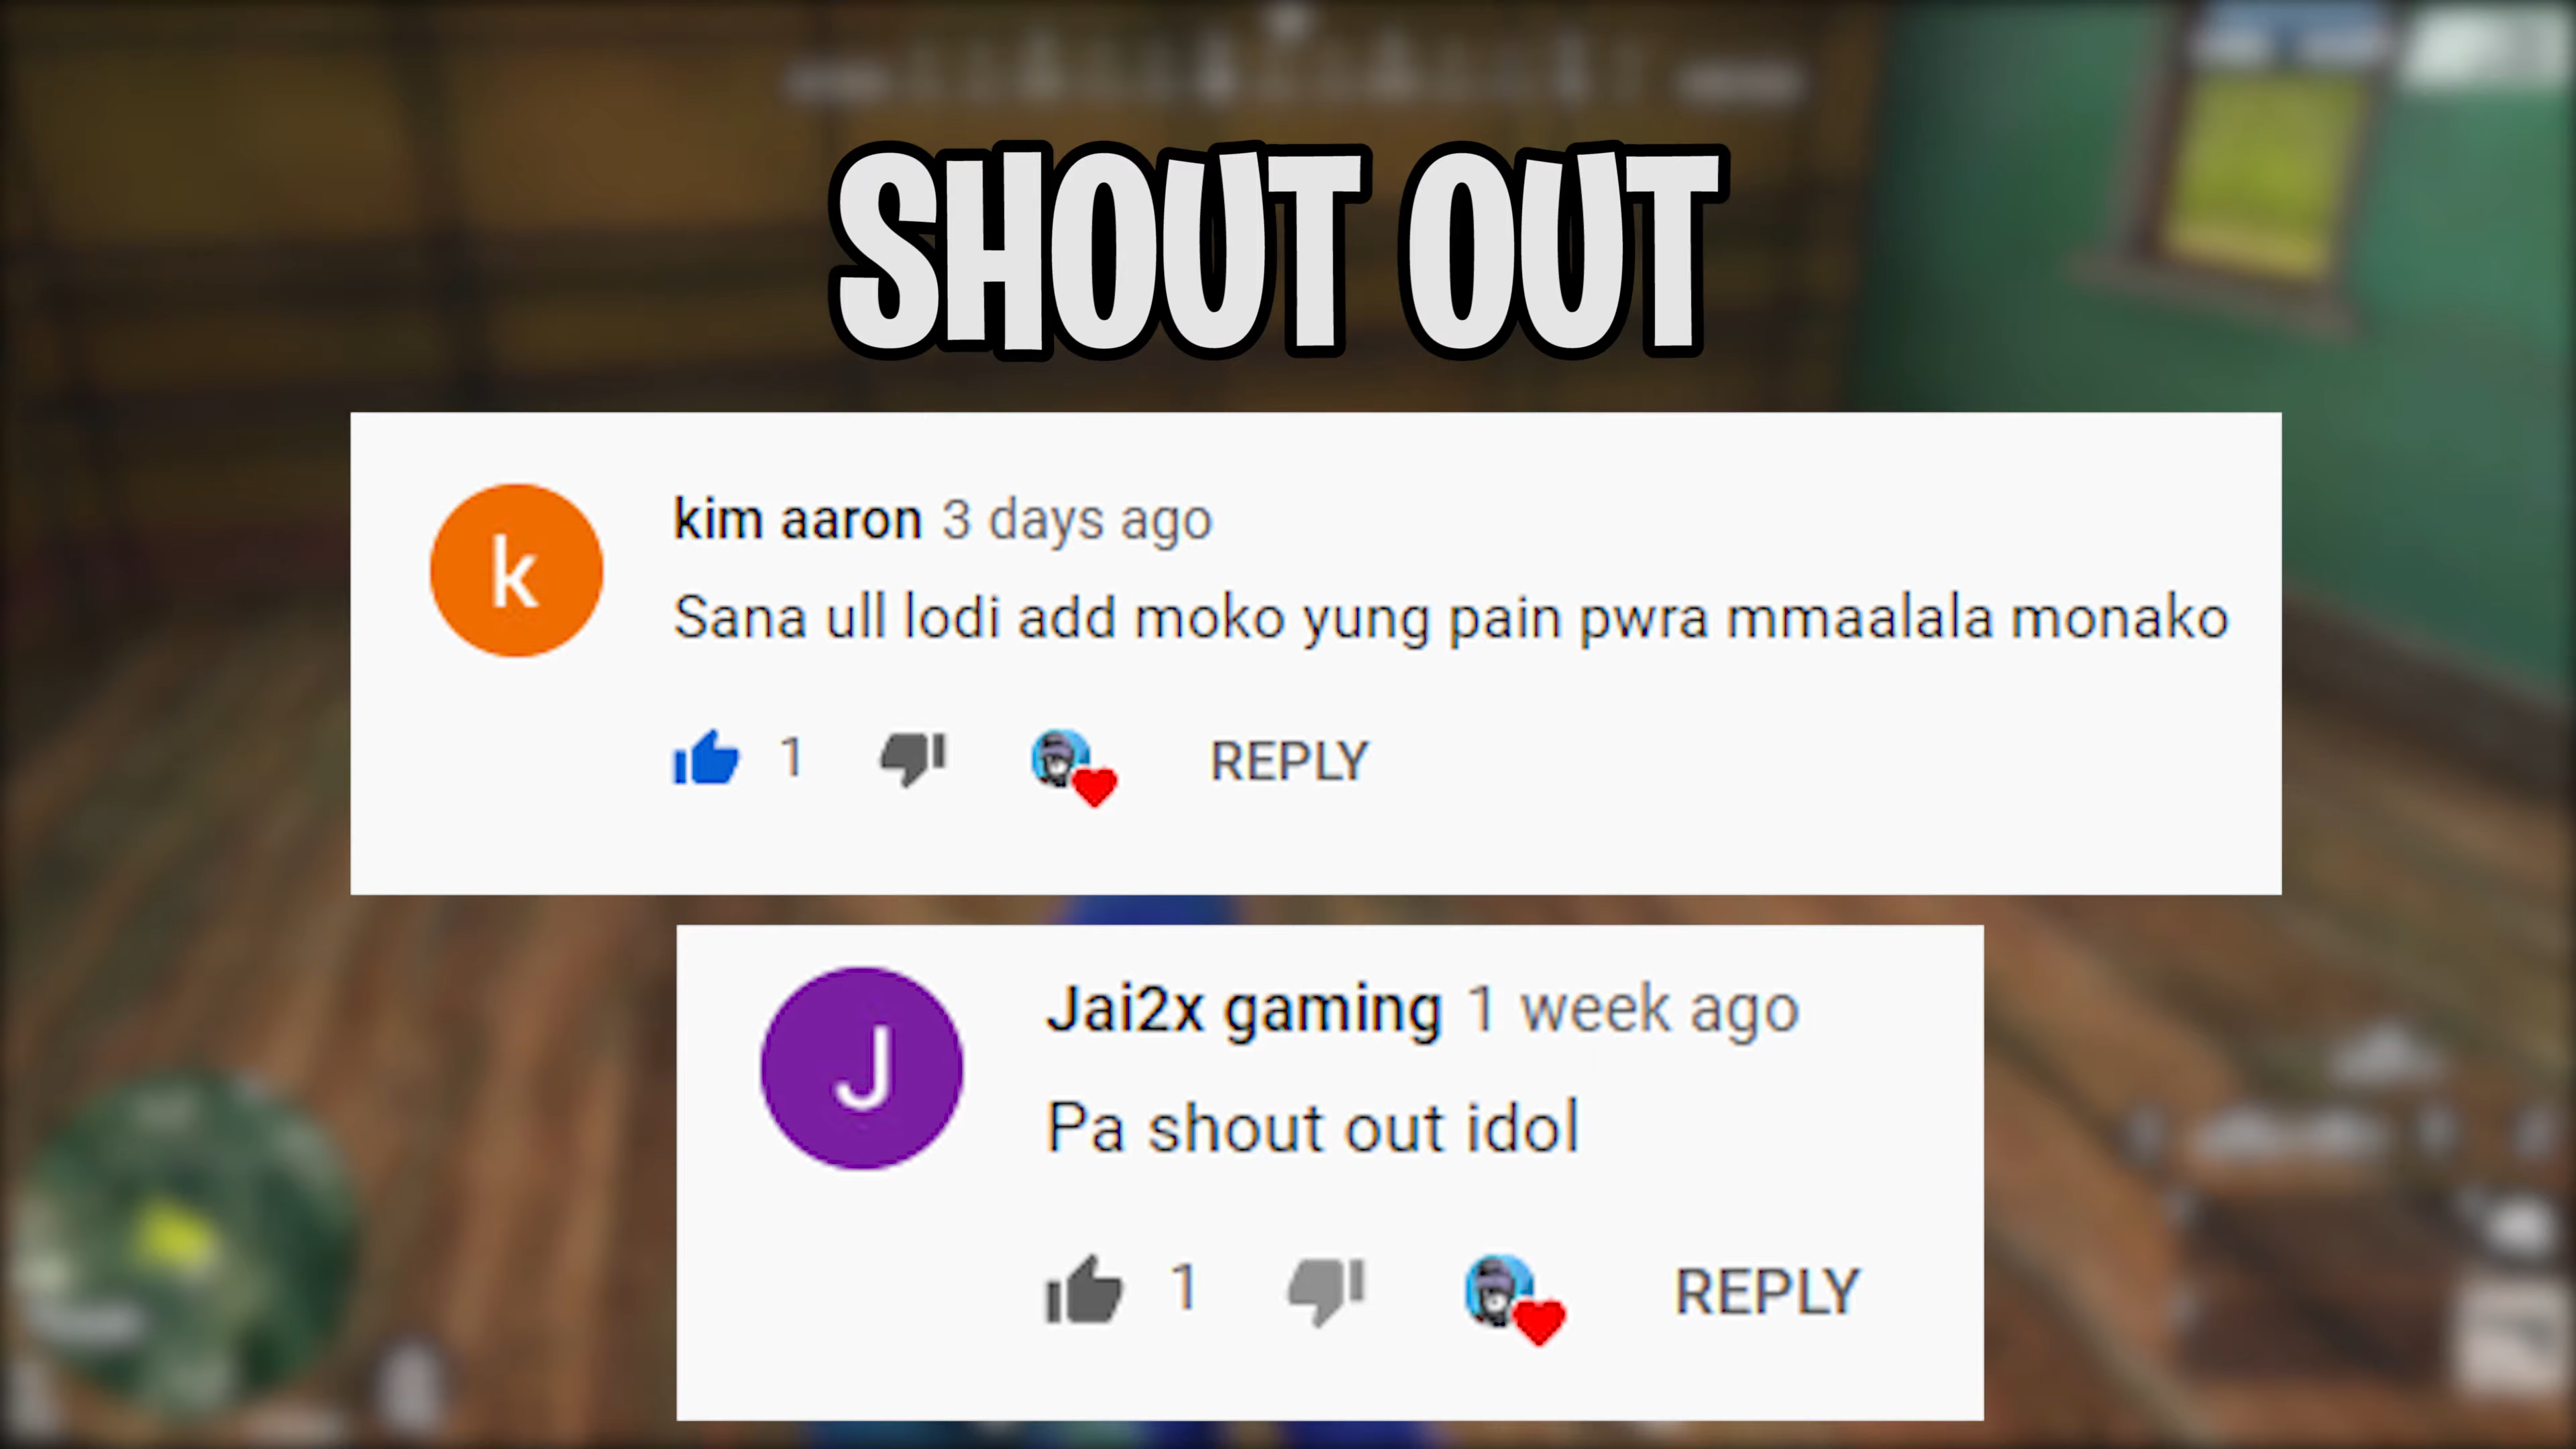 SHOUT OUT
kim aaron 3 days ago
Sana ull lodi add moko yung pain pwra mmaalala monako
1 REPLY
Jai2x gaming 1 week ago
Pa shout out idol
1 REPLY